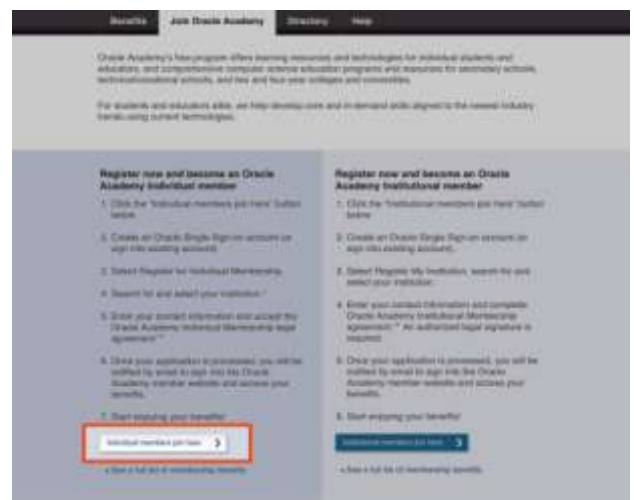 Benefits Join Oracle Academy Directory Help
Oracle Academy's free program offers learning resources and technologies for individual students and
educators, and comprehensive computer science education programs and resources for secondary schools,
technical/vocational schools, and two and four year colleges and universities.
For students and educators alike, we help develop core and in-demand skills aligned to the newest industry
trends using current technologies.
Register now and become an Oracle
Academy Individual member
1. Click the "Individual members join here" button
below.
2. Create an Oracle Single Sign-on account (or
sign into existing account).
3. Select Register for Individual Membership.
4. Search for and select your institution.*
5. Enter your contact information and accept the
Oracle Academy Individual Membership legal
agreement.**
6. Once your application is processed, you will be
notified by email to sign into the Oracle
Academy member website and access your
benefits.
7. Start enjoying your benefits!
Individual members join here
Register now and become an Oracle
Academy Institutional member
1. Click the "Institutional members join here" button
below.
2. Create an Oracle Single Sign-on account (or
sign into existing account).
3. Select Register My Institution, search for and
select your institution.
4. Enter your contact information and complete
Oracle Academy Institutional Membership
agreement.** An authorized legal signature is
required.
5. Once your application is processed, you will be
notified by email to sign into the Oracle
Academy member website and access your
benefits.
6. Start enjoying your benefits!
Institutional members join here
• See a full list of membership benefits.
• See a full list of membership benefits.